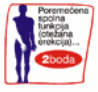 Poremećena
spolna
funkcija
(otežana
erekcija)...
2boda